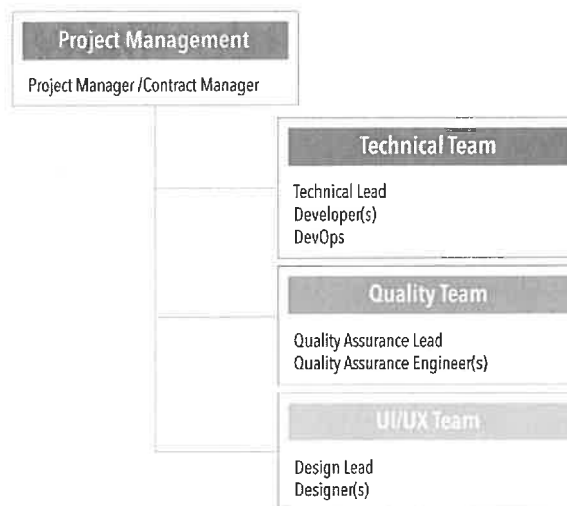 Project Management
Project Manager /Contract Manager
Technical Team
Technical Lead
Developer(s)
DevOps
Quality Team
Quality Assurance Lead
Quality Assurance Engineer(s)
UI/UX Team
Design Lead
Designer(s)